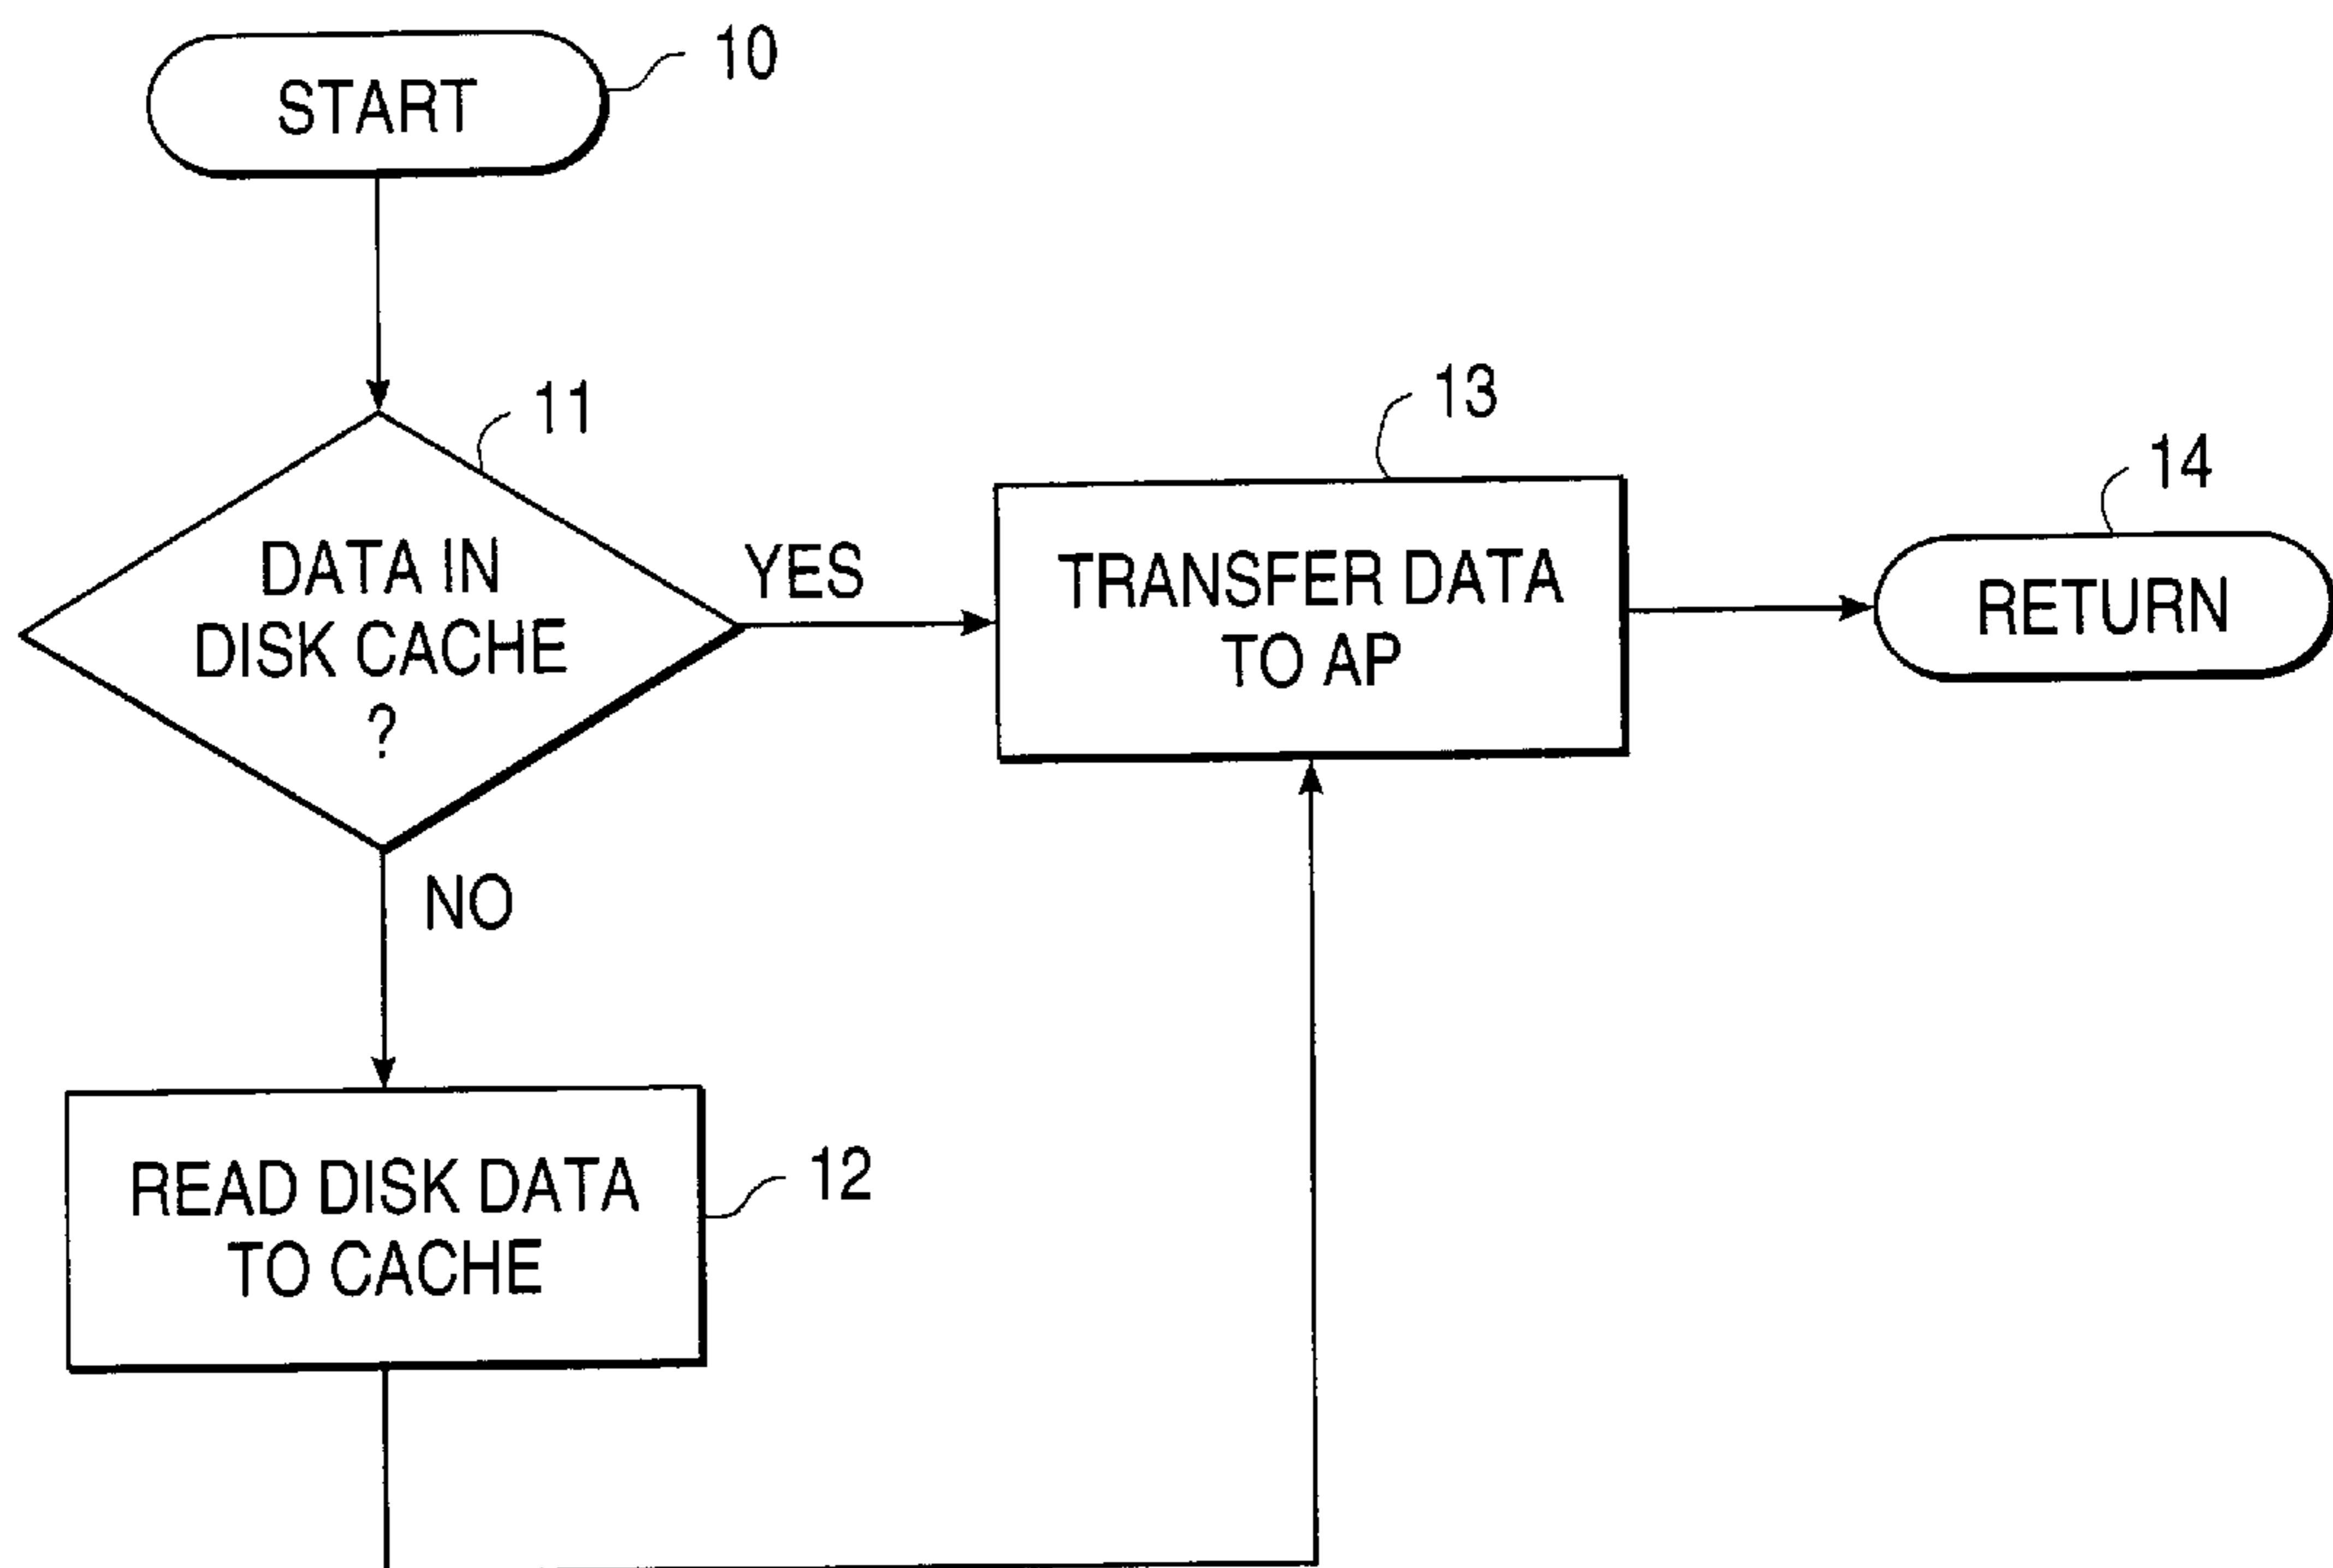 START
10
DATA IN
DISK CACHE
?
11
YES
NO
TRANSFER DATA
TO AP
13
RETURN
14
READ DISK DATA
TO CACHE
12